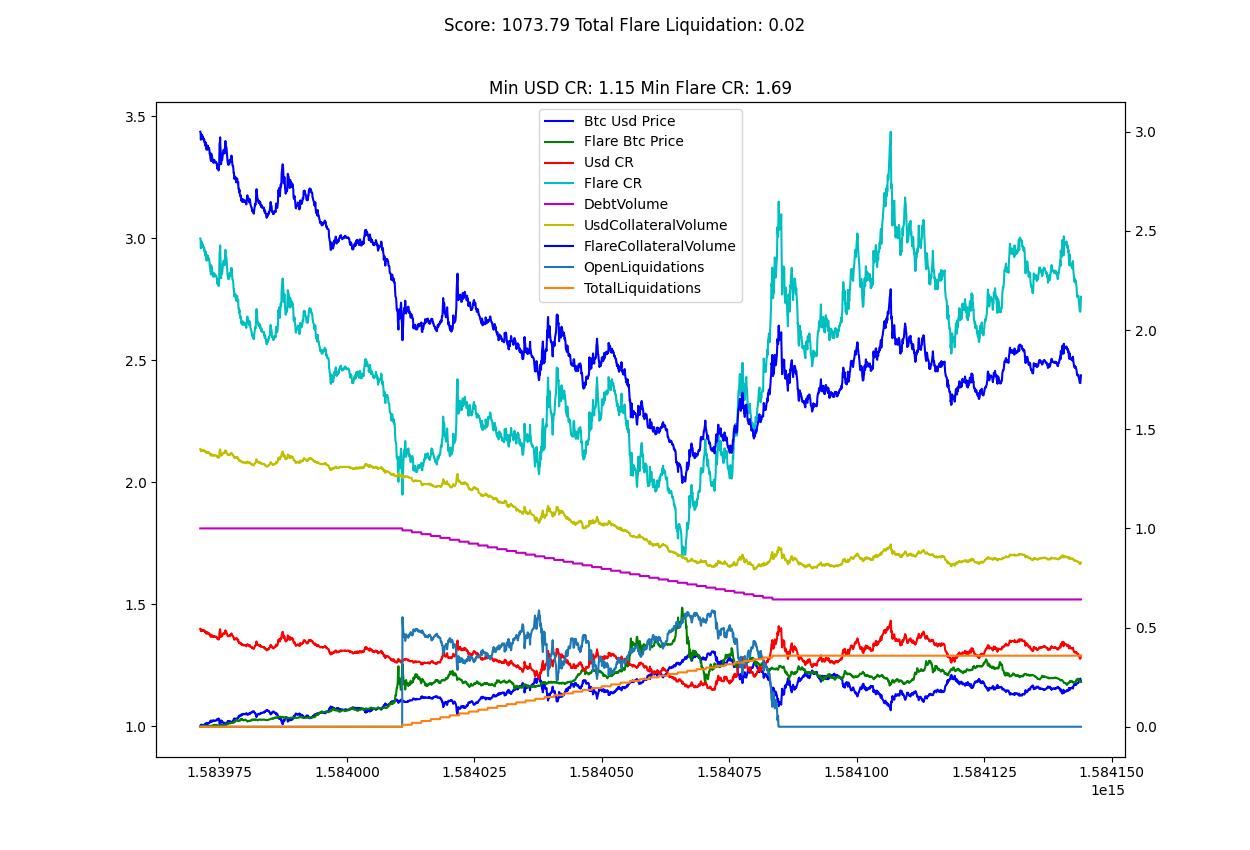 Score: 1073.79 Total Flare Liquidation: 0.02
Min USD CR: 1.15 Min Flare CR: 1.69
3.5
3.0
2.5
2.0
1.5
1.0
Btc Usd Price
Flare Btc Price
Usd CR
Flare CR
DebtVolume
UsdCollateralVolume
FlareCollateralVolume
OpenLiquidations
TotalLiquidations
3.0
2.5
2.0
1.5
1.0
0.5
0.0
1.583975 1.584000 1.584025 1.584050 1.584075 1.584100 1.584125 1.584150
1e15